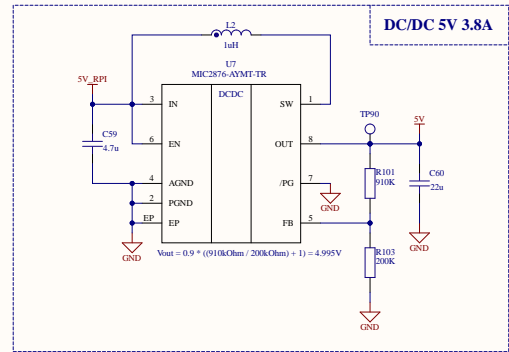 DC/DC 5V 3.8A
L2
1uH
U7
MIC2876-AYMT-TR
DCDC
5V_RPI
3 IN
SW 1
TP90
5V
C59
4.7u
6 EN
OUT 8
R101
910K
C60
22u
4 AGND
/PG 7
2 PGND
GND
EP EP
FB 5
GND
GND
R103
200K
Vout = 0.9 * ((910kOhm / 200kOhm) + 1) = 4.995V
GND